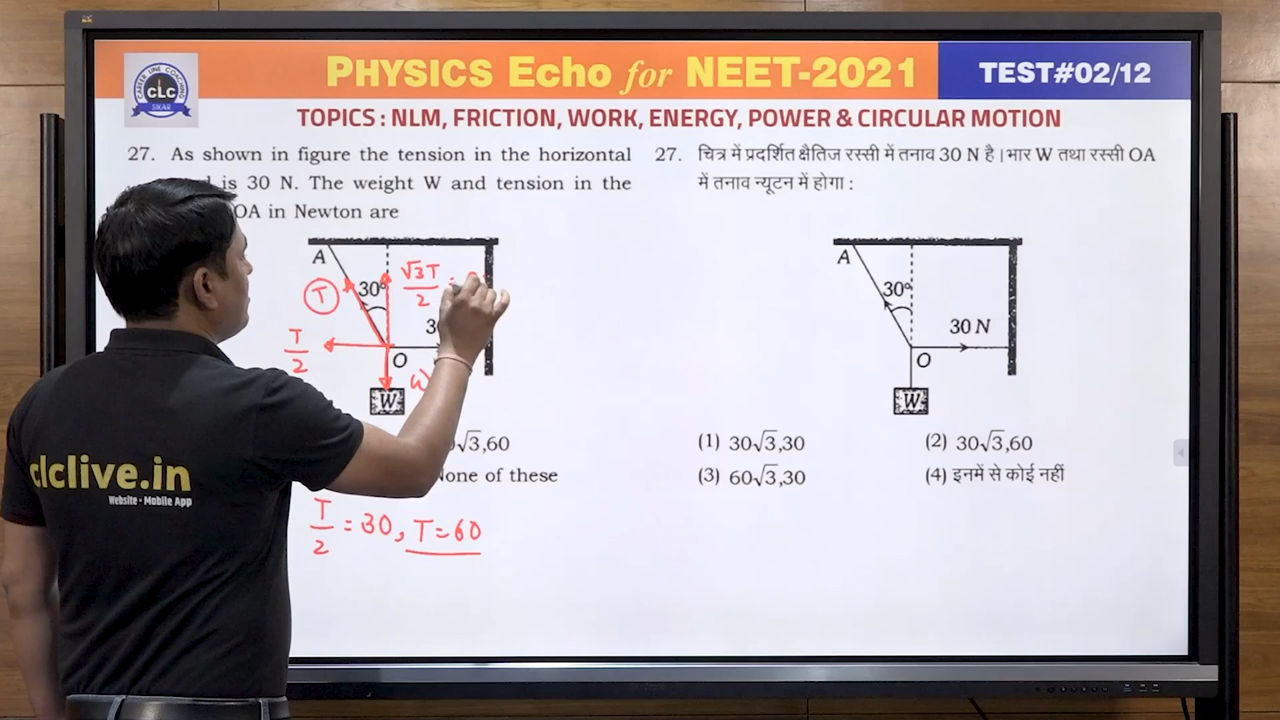 PHYSICS Echo for NEET-2021
TEST#02/12
CAREER LINE COACHING
CLC
SIKAR
TOPICS : NLM, FRICTION, WORK, ENERGY, POWER & CIRCULAR MOTION
27. As shown in figure the tension in the horizontal
is 30 N. The weight W and tension in the
OA in Newton are
A
30°
T
√3T/2
T/2
O
W
W
√3,60
None of these
T/2 = 30, T=60
27. चित्र में प्रदर्शित क्षैतिज रस्सी में तनाव 30 N है। भार W तथा रस्सी OA
में तनाव न्यूटन में होगा :
A
30°
30 N
O
W
(1) 30√3,30
(2) 30√3,60
(3) 60√3,30
(4) इनमें से कोई नहीं
clclive.in
Website • Mobile App